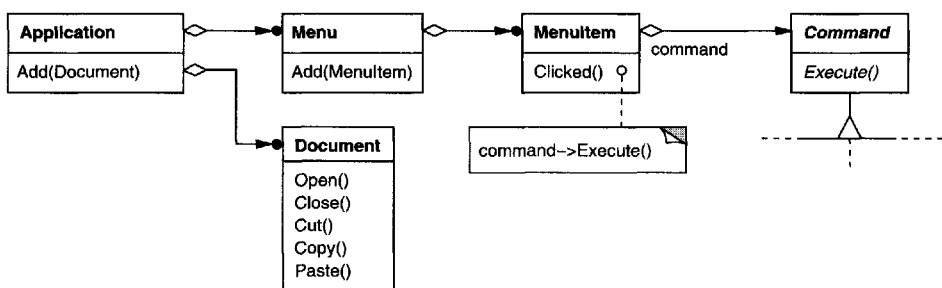 Application
Add(Document)
Menu
Add(MenuItem)
MenuItem
Clicked()
command
Command
Execute()
command->Execute()
Document
Open()
Close()
Cut()
Copy()
Paste()